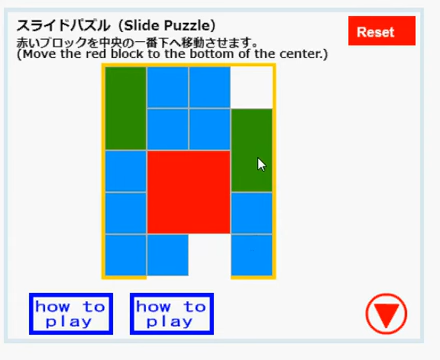 スライドパズル（Slide Puzzle）
赤いブロックを中央の一番下へ移動させます。
(Move the red block to the bottom of the center.)
Reset
how to play
how to play